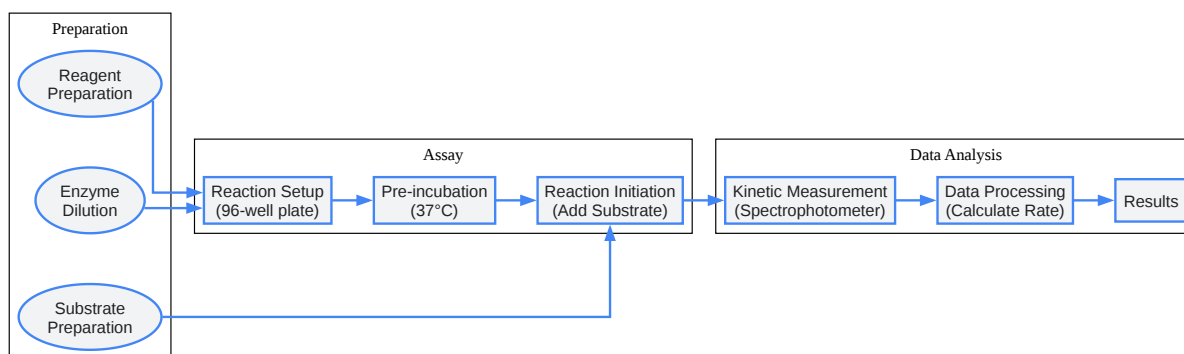 Preparation
Reagent
Preparation
Enzyme
Dilution
Substrate
Preparation
Assay
Reaction Setup
(96-well plate)
Pre-incubation
(37°C)
Reaction Initiation
(Add Substrate)
Data Analysis
Kinetic Measurement
(Spectrophotometer)
Data Processing
(Calculate Rate)
Results